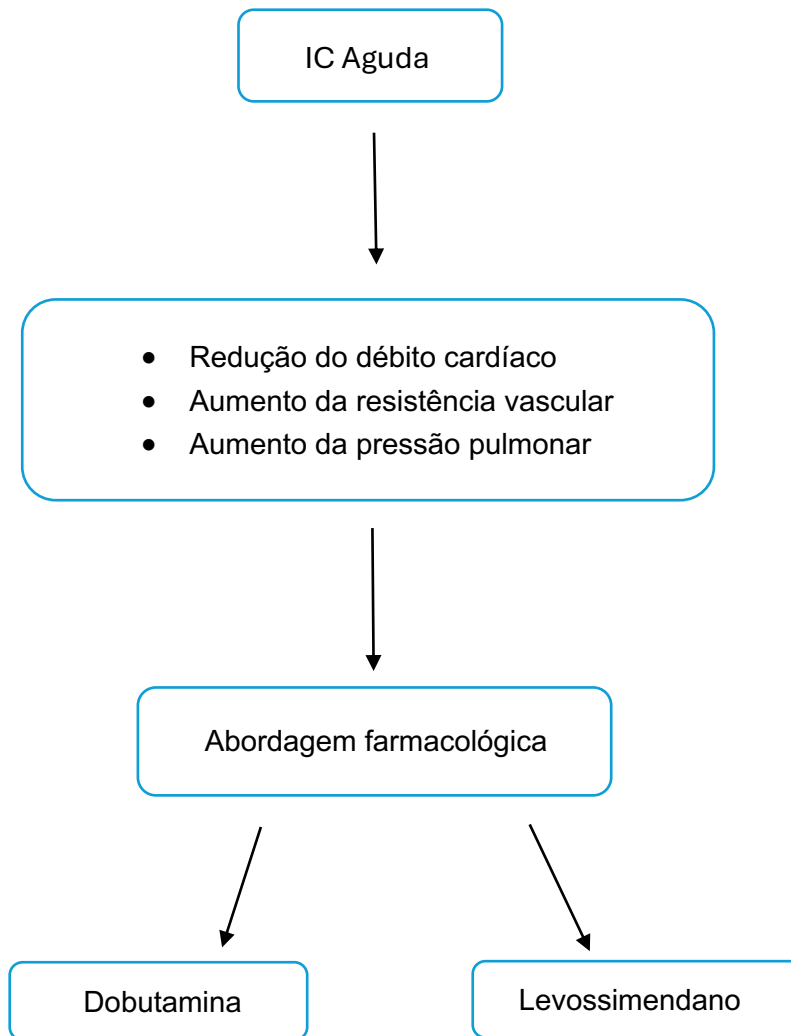 IC Aguda
• Redução do débito cardíaco
• Aumento da resistência vascular
• Aumento da pressão pulmonar
Abordagem farmacológica
Dobutamina
Levossimendano